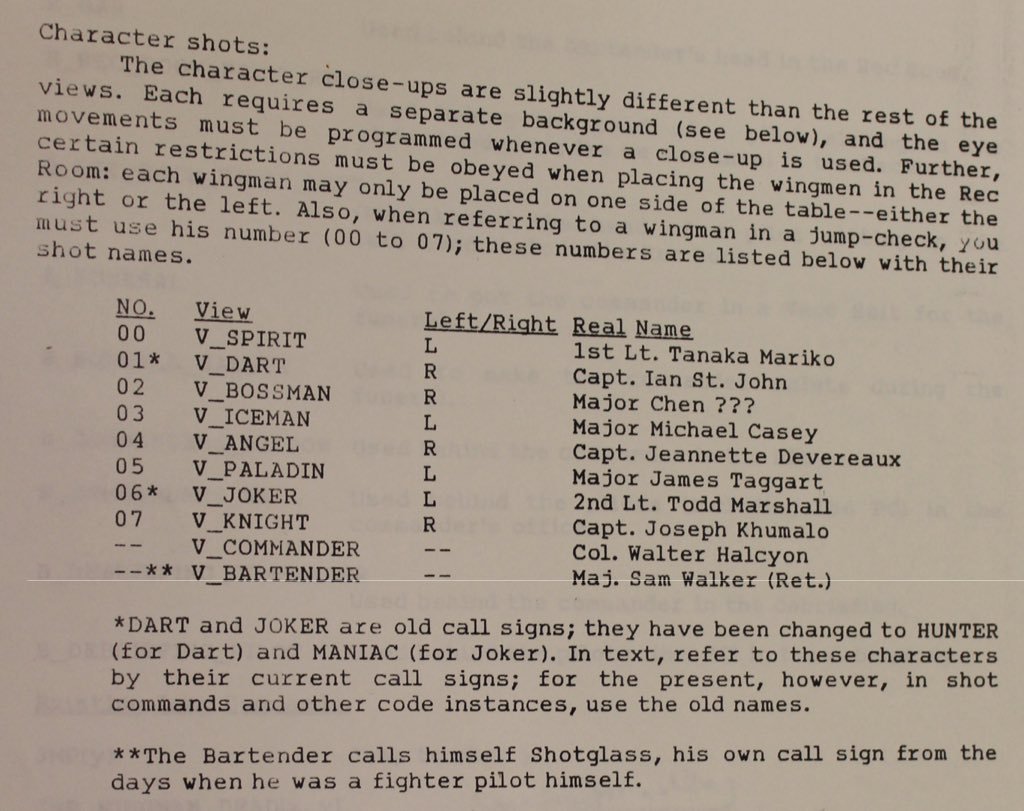 Character shots:
The character close-ups are slightly different than the rest of the
views. Each requires a separate background (see below), and the eye
movements must be programmed whenever a close-up is used. Further,
certain restrictions must be obeyed when placing the wingmen in the Rec
Room: each wingman may only be placed on one side of the table--either the
right or the left. Also, when referring to a wingman in a jump-check, you
must use his number (00 to 07); these numbers are listed below with their
shot names.
NO. View Left/Right Real Name
00 V_SPIRIT L 1st Lt. Tanaka Mariko
01* V_DART R Capt. Ian St. John
02 V_BOSSMAN R Major Chen ???
03 V_ICEMAN L Major Michael Casey
04 V_ANGEL R Capt. Jeannette Devereaux
05 V_PALADIN L Major James Taggart
06* V_JOKER L 2nd Lt. Todd Marshall
07 V_KNIGHT R Capt. Joseph Khumalo
-- V_COMMANDER -- Col. Walter Halcyon
--** V_BARTENDER -- Maj. Sam Walker (Ret.)
*DART and JOKER are old call signs; they have been changed to HUNTER
(for Dart) and MANIAC (for Joker). In text, refer to these characters
by their current call signs; for the present, however, in shot
commands and other code instances, use the old names.
**The Bartender calls himself Shotglass, his own call sign from the
days when he was a fighter pilot himself.